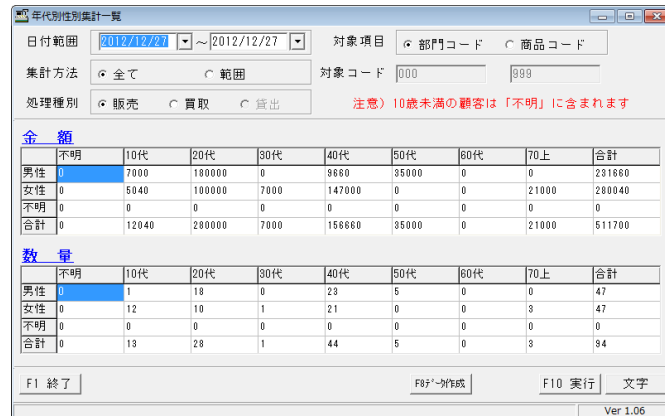 年代別性別集計一覧
日付範囲 2012/12/27 ～ 2012/12/27 対象項目 部門コード 商品コード
集計方法 全て 範囲 対象コード 000 999
処理種別 販売 買取 貸出 注意）10歳未満の顧客は「不明」に含まれます
金　額
不明 10代 20代 30代 40代 50代 60代 70上 合計
男性 0 7000 180000 0 9660 35000 0 0 231660
女性 0 5040 100000 7000 147000 0 0 21000 280040
不明 0 0 0 0 0 0 0 0 0
合計 0 12040 280000 7000 156660 35000 0 21000 511700
数　量
不明 10代 20代 30代 40代 50代 60代 70上 合計
男性 0 1 18 0 23 5 0 0 47
女性 0 12 10 1 21 0 0 3 47
不明 0 0 0 0 0 0 0 0 0
合計 0 13 28 1 44 5 0 3 94
F1 終了 F8ﾃﾞｰﾀ作成 F10 実行 文字
Ver 1.06